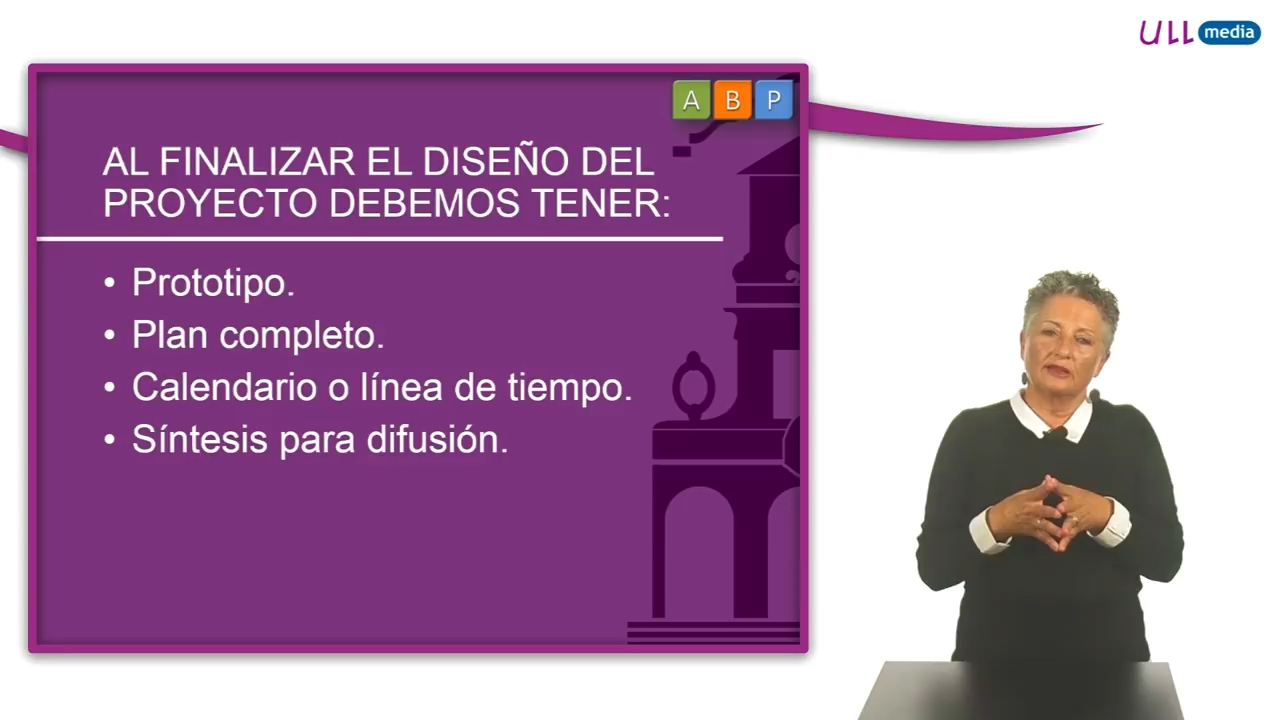 ULL media
A B P
AL FINALIZAR EL DISEÑO DEL
PROYECTO DEBEMOS TENER:
• Prototipo.
• Plan completo.
• Calendario o línea de tiempo.
• Síntesis para difusión.